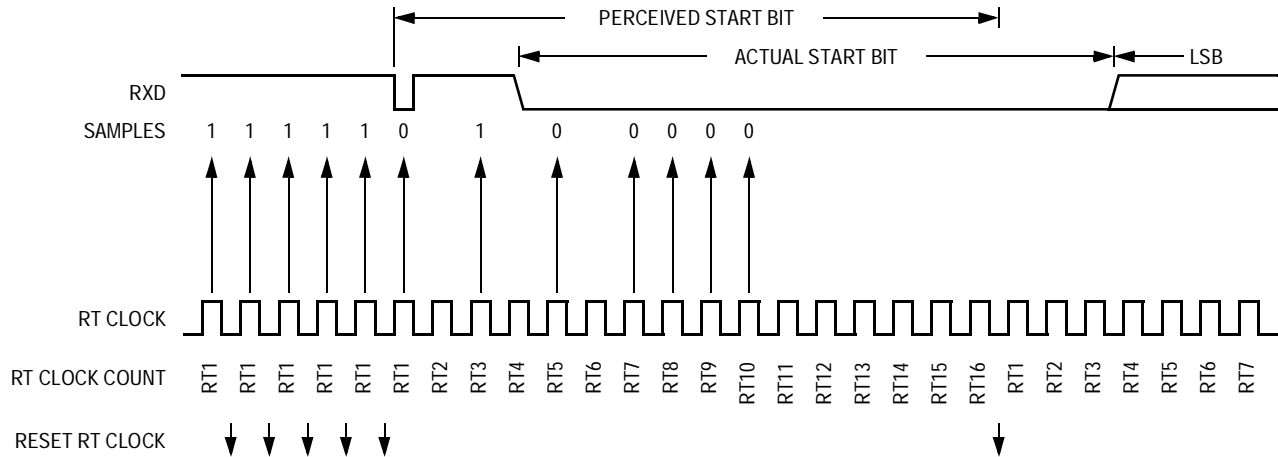 PERCEIVED START BIT
ACTUAL START BIT
LSB
RXD
SAMPLES 1 1 1 1 1 0 1 0 0 0 0 0
RT CLOCK
RT CLOCK COUNT RT1 RT1 RT1 RT1 RT1 RT1 RT2 RT3 RT4 RT5 RT6 RT7 RT8 RT9 RT10 RT11 RT12 RT13 RT14 RT15 RT16 RT1 RT2 RT3 RT4 RT5 RT6 RT7
RESET RT CLOCK